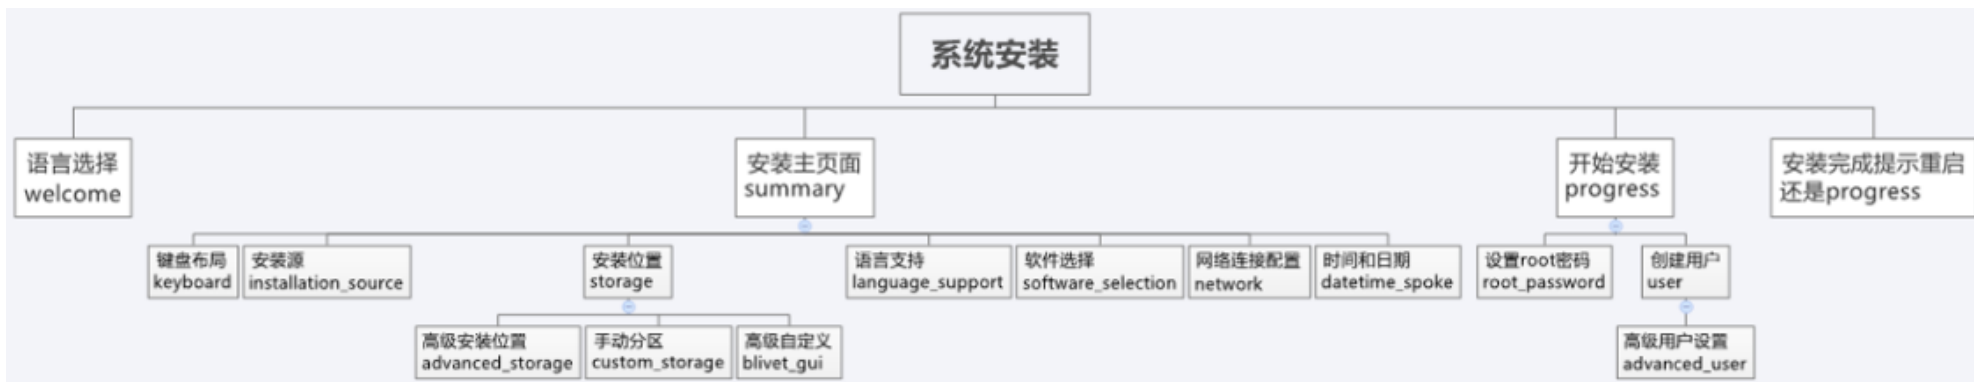 系统安装
语言选择
welcome
安装主页面
summary
开始安装
progress
安装完成提示重启
还是progress
键盘布局
keyboard
安装源
installation_source
安装位置
storage
语言支持
language_support
软件选择
software_selection
网络连接配置
network
时间和日期
datetime_spoke
设置root密码
root_password
创建用户
user
高级安装位置
advanced_storage
手动分区
custom_storage
高级自定义
blivet_gui
高级用户设置
advanced_user